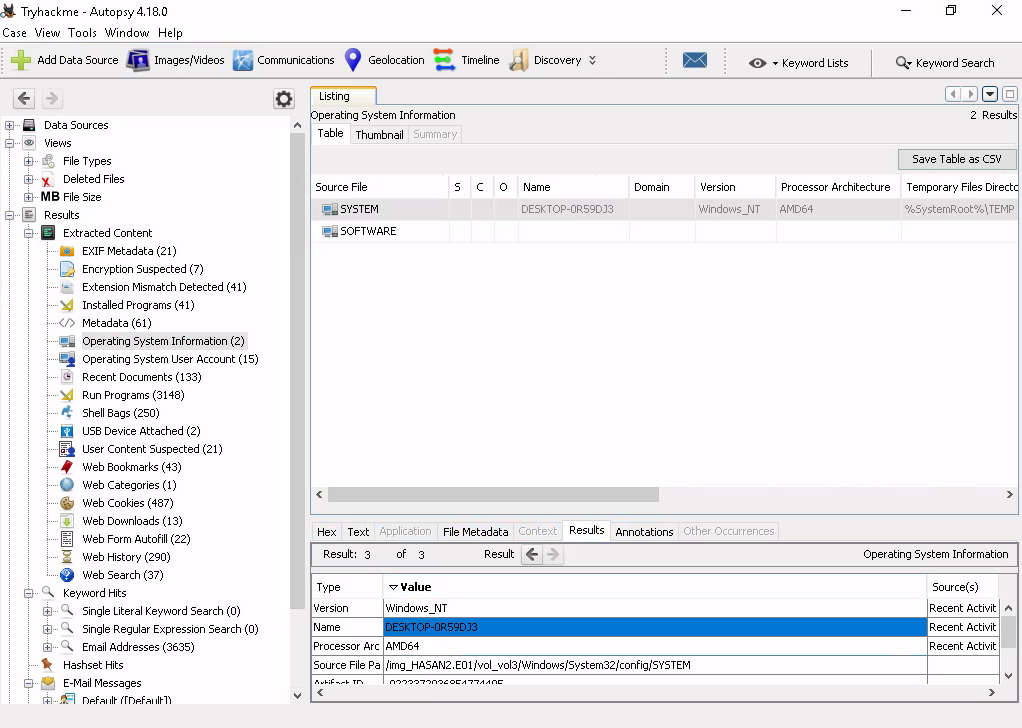 Tryhackme - Autopsy 4.18.0
Case View Tools Window Help
Add Data Source Images/Videos Communications Geolocation Timeline Discovery Keyword Lists Keyword Search
Data Sources
Views
File Types
Deleted Files
MB File Size
Results
Extracted Content
EXIF Metadata (21)
Encryption Suspected (7)
Extension Mismatch Detected (41)
Installed Programs (41)
Metadata (61)
Operating System Information (2)
Operating System User Account (15)
Recent Documents (133)
Run Programs (3148)
Shell Bags (250)
USB Device Attached (2)
User Content Suspected (21)
Web Bookmarks (43)
Web Categories (1)
Web Cookies (487)
Web Downloads (13)
Web Form Autofill (22)
Web History (290)
Web Search (37)
Keyword Hits
Single Literal Keyword Search (0)
Single Regular Expression Search (0)
Email Addresses (3635)
Hashset Hits
E-Mail Messages
Default ([Default])
Listing
Operating System Information 2 Results
Table Thumbnail Summary
Save Table as CSV
Source File S C O Name Domain Version Processor Architecture Temporary Files Directo
SYSTEM DESKTOP-0R59DJ3 Windows_NT AMD64 %SystemRoot%\TEMP
SOFTWARE
Hex Text Application File Metadata Context Results Annotations Other Occurrences
Result: 3 of 3 Result Operating System Information
Type Value Source(s)
Version Windows_NT Recent Activit
Name DESKTOP-0R59DJ3 Recent Activit
Processor Arc AMD64 Recent Activit
Source File Pa /img_HASAN2.E01/vol_vol3/Windows/System32/config/SYSTEM
Artifact ID